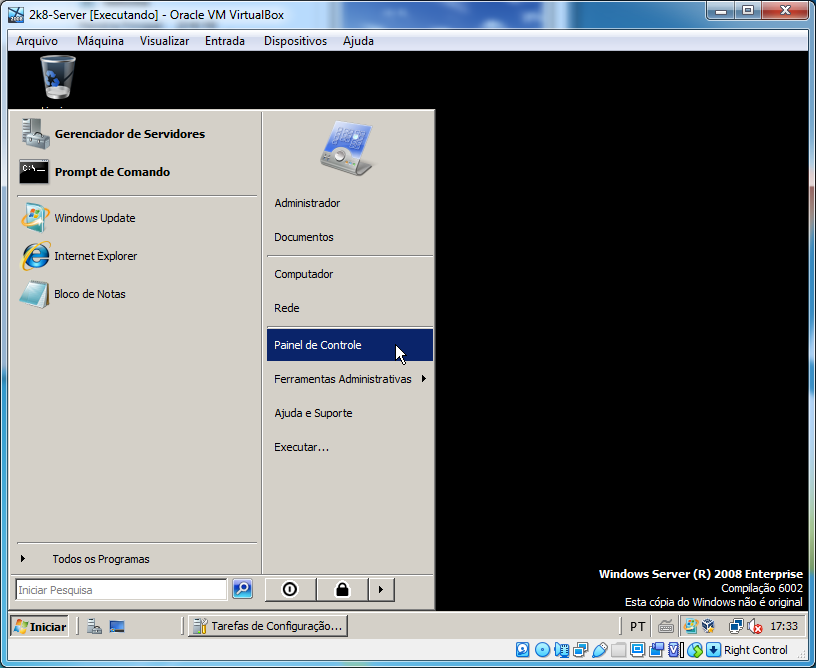 2k8-Server [Executando] - Oracle VM VirtualBox
Arquivo Máquina Visualizar Entrada Dispositivos Ajuda
Gerenciador de Servidores
C:\
Prompt de Comando
Windows Update
Internet Explorer
Bloco de Notas
Todos os Programas
Iniciar Pesquisa
Administrador
Documentos
Computador
Rede
Painel de Controle
Ferramentas Administrativas
Ajuda e Suporte
Executar...
Windows Server (R) 2008 Enterprise
Compilação 6002
Esta cópia do Windows não é original
Iniciar
Tarefas de Configuração...
PT
17:33
Right Control